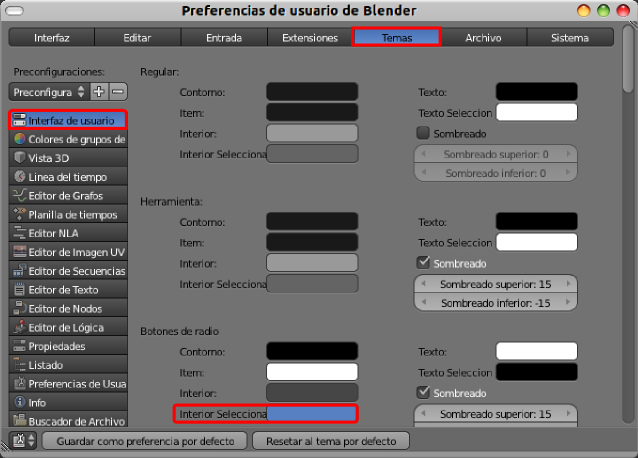 Preferencias de usuario de Blender
Interfaz Editar Entrada Extensiones Temas Archivo Sistema
Preconfiguraciones:
Preconfigura
Interfaz de usuario
Colores de grupos de
Vista 3D
Linea del tiempo
Editor de Grafos
Planilla de tiempos
Editor NLA
Editor de Imagen UV
Editor de Secuencias
Editor de Texto
Editor de Nodos
Editor de Lógica
Propiedades
Listado
Preferencias de Usua
Info
Buscador de Archivo
Regular:
Contorno:
Item:
Interior:
Interior Selecciona
Texto:
Texto Seleccion
Sombreado
Sombreado superior: 0
Sombreado inferior: 0
Herramienta:
Contorno:
Item:
Interior:
Interior Selecciona
Texto:
Texto Seleccion
Sombreado
Sombreado superior: 15
Sombreado inferior: -15
Botones de radio
Contorno:
Item:
Interior:
Interior Selecciona
Texto:
Texto Seleccion
Sombreado
Sombreado superior: 15
Guardar como preferencia por defecto
Resetar al tema por defecto